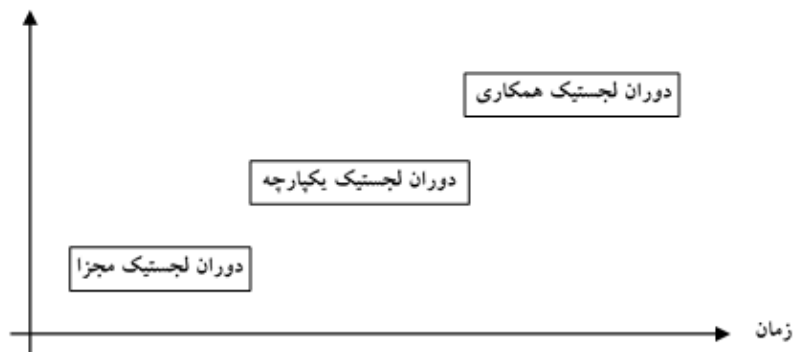 دوران لجستیک همکاری
دوران لجستیک یکپارچه
دوران لجستیک مجزا
زمان